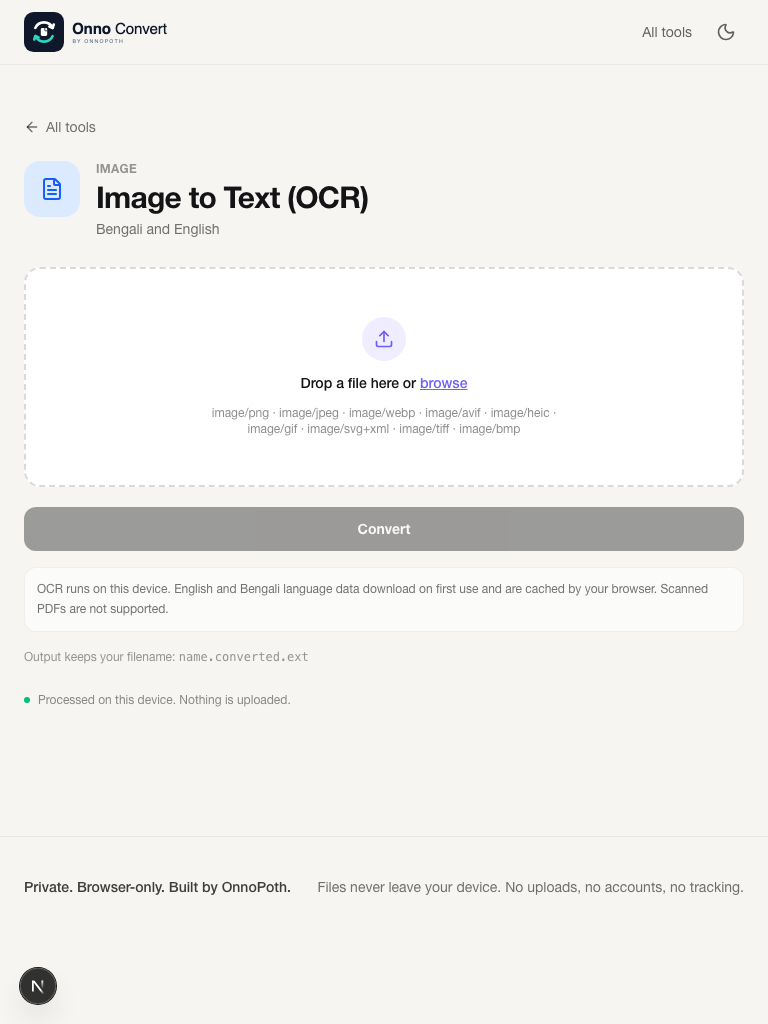 Onno Convert
BY ONNOPOTH
All tools
All tools
IMAGE
Image to Text (OCR)
Bengali and English
Drop a file here or browse
image/png · image/jpeg · image/webp · image/avif · image/heic ·
image/gif · image/svg+xml · image/tiff · image/bmp
Convert
OCR runs on this device. English and Bengali language data download on first use and are cached by your browser. Scanned
PDFs are not supported.
Output keeps your filename: name.converted.ext
Processed on this device. Nothing is uploaded.
Private. Browser-only. Built by OnnoPoth.
Files never leave your device. No uploads, no accounts, no tracking.
N